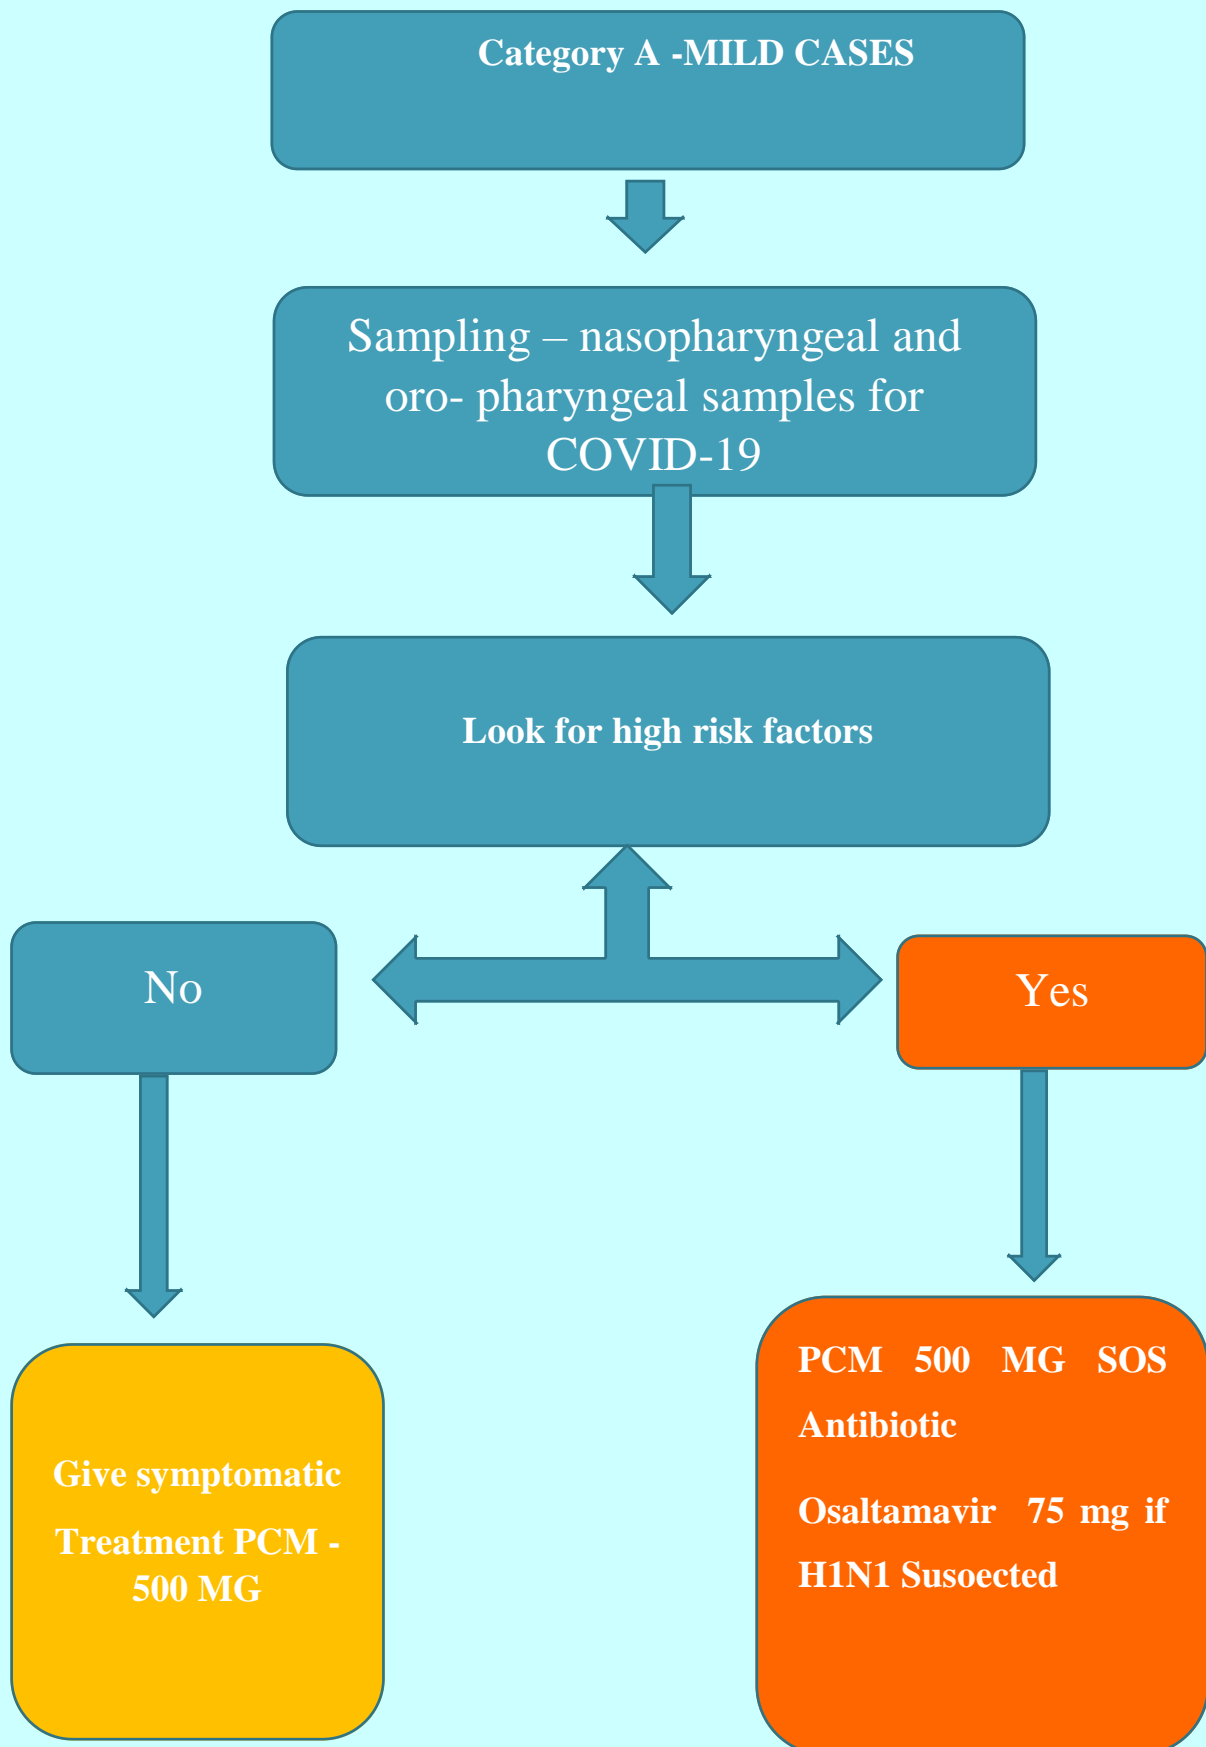 Category A -MILD CASES
Sampling – nasopharyngeal and
oro- pharyngeal samples for
COVID-19
Look for high risk factors
No
Yes
Give symptomatic
Treatment PCM -
500 MG
PCM 500 MG SOS
Antibiotic
Osaltamavir 75 mg if
H1N1 Susoected